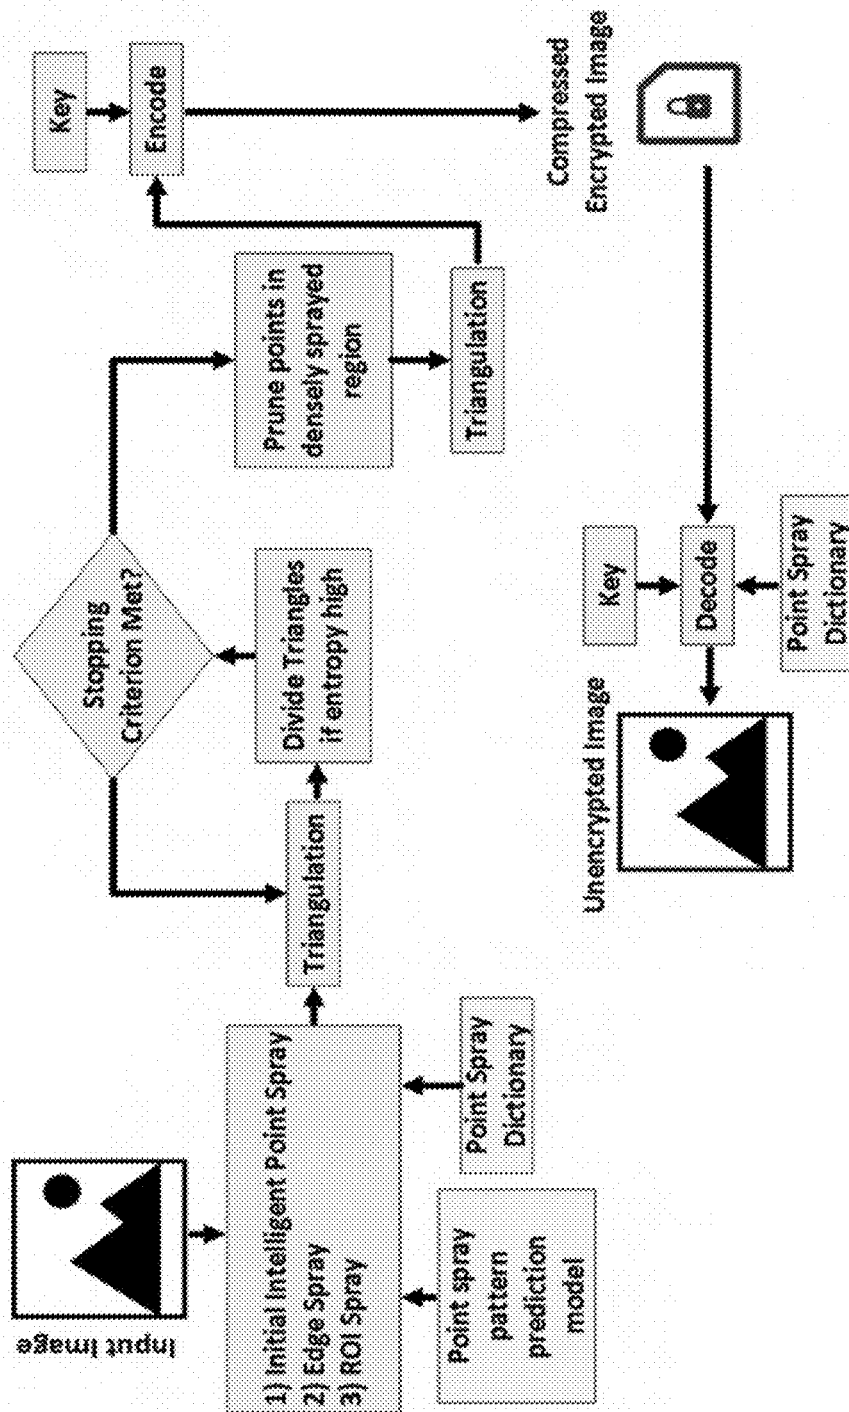 Input Image
1) Initial Intelligent Point Spray
2) Edge Spray
3) ROI Spray
Point spray
pattern
prediction
model
Point Spray
Dictionary
Triangulation
Divide Triangles
if entropy high
Stopping
Criterion Met?
Prune points in
densely sprayed
region
Triangulation
Key
Encode
Compressed
Encrypted Image
Key
Decode
Point Spray
Dictionary
Unencrypted Image